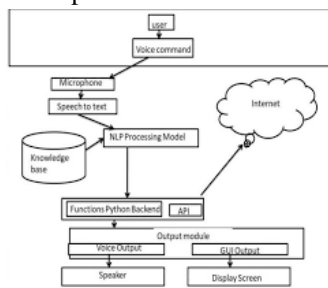 user
Voice command
Microphone
Speech to text
Internet
NLP Processing Model
Knowledge
base
Functions Python Backend
API
Output module
Voice Output
GUI Output
Speaker
Display Screen